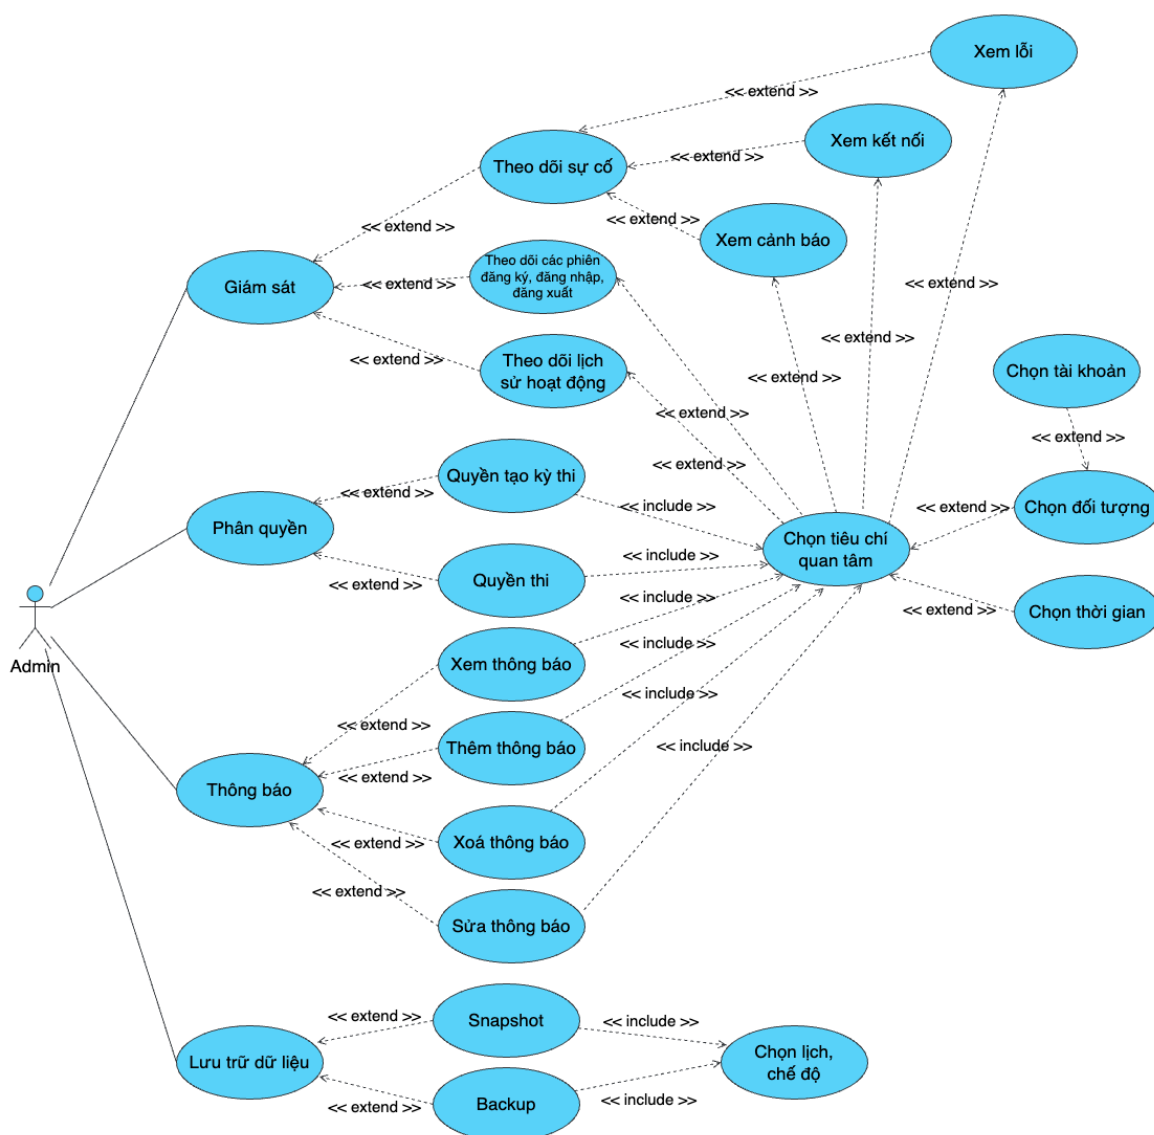 Xem lỗi
<< extend >>
Xem kết nối
<< extend >>
Theo dõi sự cố
<< extend >>
<< extend >>
Xem cảnh báo
Theo dõi các phiên
đăng ký, đăng nhập,
đăng xuất
<< extend >>
<< extend >>
Giám sát
<< extend >>
<< extend >>
<< extend >>
Theo dõi lịch
sử hoạt động
<< extend >>
<< extend >>
Chọn tài khoản
<< extend >>
<< extend >>
Quyền tạo kỳ thi
<< extend >>
<< include >>
<< extend >>
Chọn đối tượng
Phân quyền
Chọn tiêu chí
quan tâm
<< include >>
<< extend >>
Quyền thi
<< include >>
<< extend >>
Chọn thời gian
Admin
<< include >>
Xem thông báo
<< include >>
<< extend >>
Thêm thông báo
<< include >>
<< extend >>
Thông báo
<< extend >>
Xoá thông báo
<< extend >>
Sửa thông báo
<< extend >>
Snapshot
<< include >>
Lưu trữ dữ liệu
Chọn lịch,
chế độ
<< extend >>
Backup
<< include >>